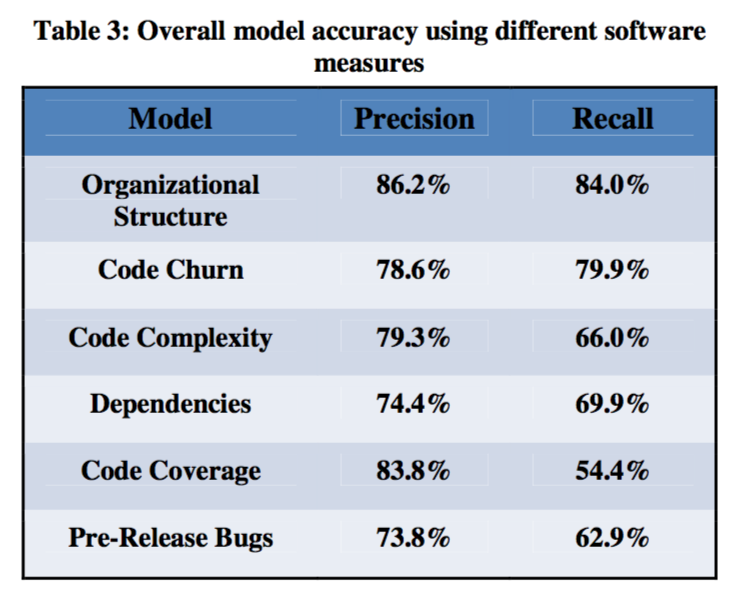 Table 3: Overall model accuracy using different software
measures
Model Precision Recall
Organizational 86.2% 84.0%
Structure
Code Churn 78.6% 79.9%
Code Complexity 79.3% 66.0%
Dependencies 74.4% 69.9%
Code Coverage 83.8% 54.4%
Pre-Release Bugs 73.8% 62.9%